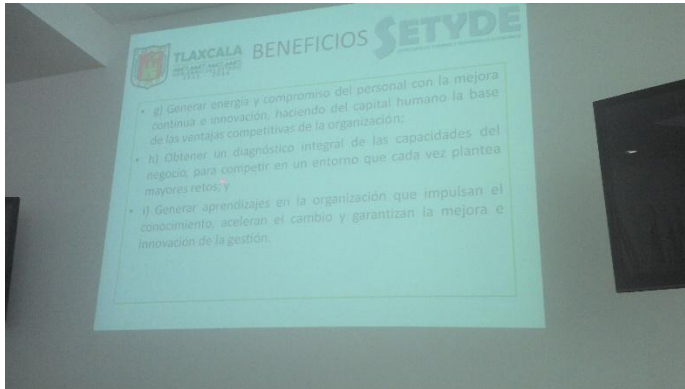 TLAXCALA
BENEFICIOS
SETYDE
• g) Generar energía y compromiso del personal con la mejora
continua e innovación, haciendo del capital humano la base
de las ventajas competitivas de la organización;
• h) Obtener un diagnóstico integral de las capacidades del
negocio, para competir en un entorno que cada vez plantea
mayores retos; y
• i) Generar aprendizajes en la organización que impulsan el
conocimiento, aceleran el cambio y garantizan la mejora e
innovación de la gestión.